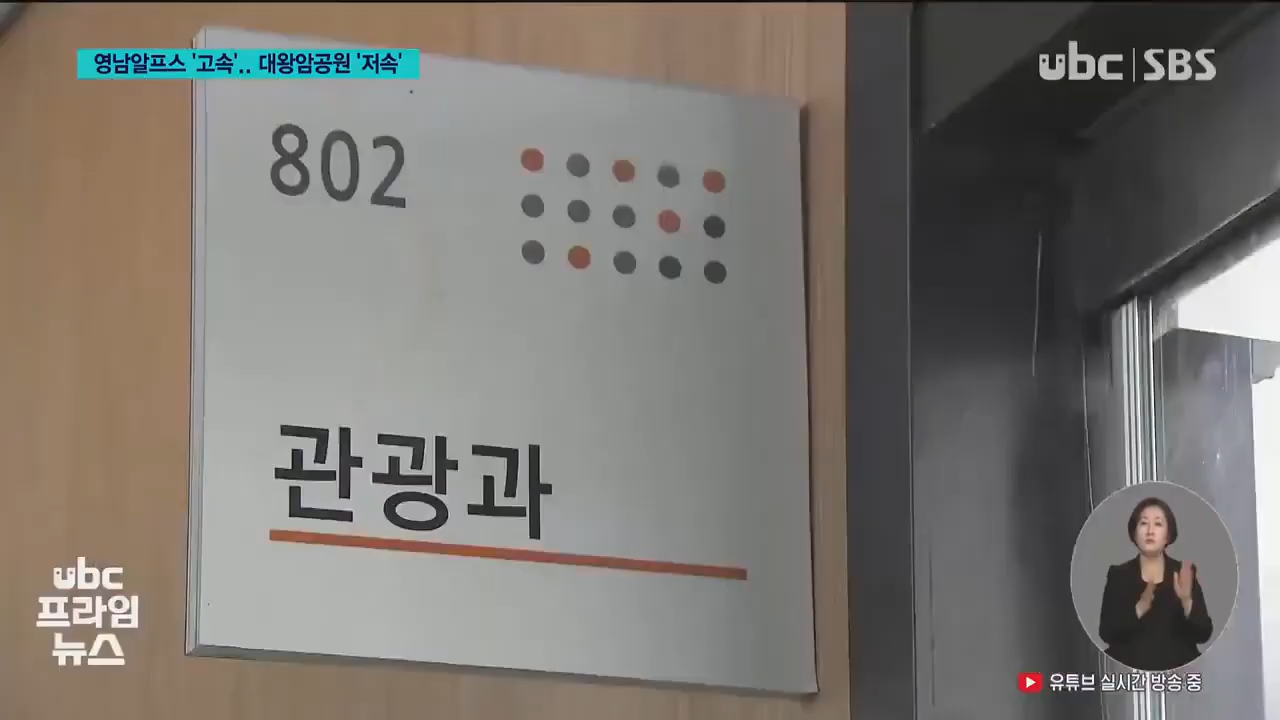 영남알프스 '고속'.. 대왕암공원 '저속'
ubc SBS
802
관광과
ubc
프라임
뉴스
유튜브 실시간 방송 중